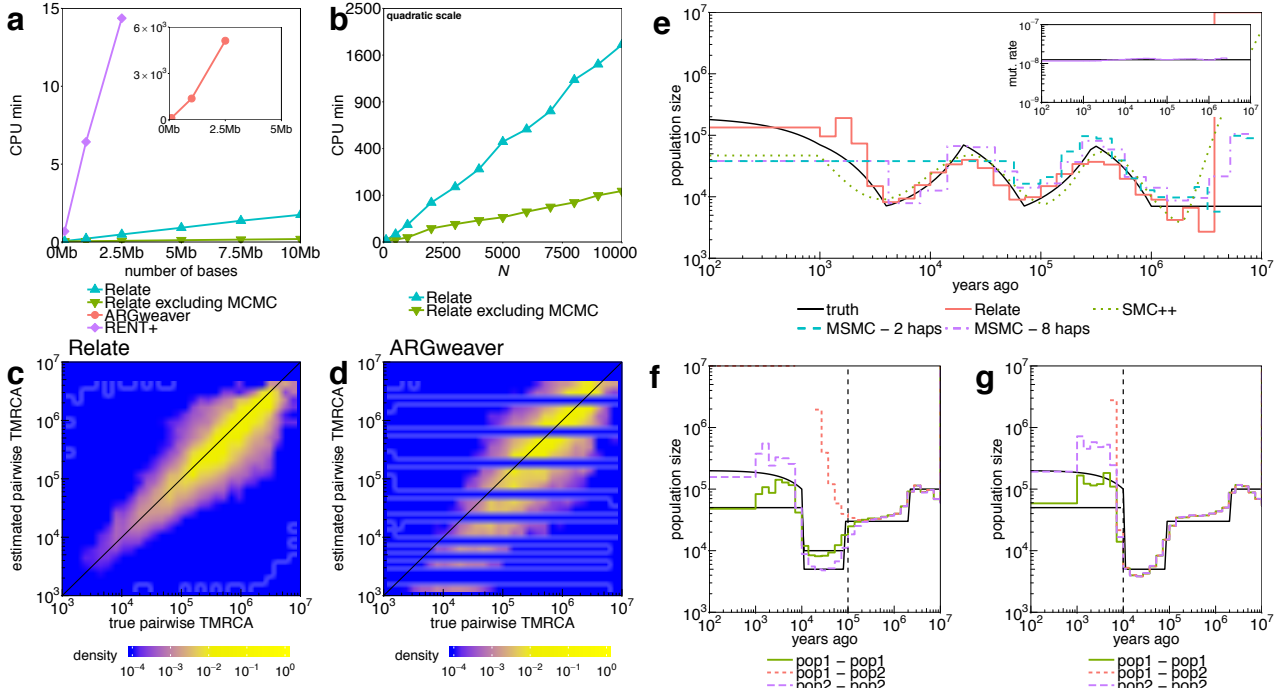 a
15
10
5
0
CPU min
6 × 10³
3 × 10³
0
0Mb
2.5Mb
5Mb
0Mb
2.5Mb
5Mb
7.5Mb
10Mb
number of bases
Relate
Relate excluding MCMC
ARGweaver
RENT+
b
quadratic scale
2500
1600
900
400
100
0
CPU min
0
2500
5000
7500
10000
N
Relate
Relate excluding MCMC
e
10⁷
10⁶
10⁵
10⁴
10³
population size
10⁻⁷
10⁻⁸
10⁻⁹
mut. rate
10²
10³
10⁴
10⁵
10⁶
10⁷
10²
10³
10⁴
10⁵
10⁶
10⁷
years ago
truth
Relate
SMC++
MSMC − 2 haps
MSMC − 8 haps
Relate
c
10⁷
10⁶
10⁵
10⁴
10³
estimated pairwise TMRCA
10³
10⁴
10⁵
10⁶
10⁷
true pairwise TMRCA
density
10⁻⁴
10⁻³
10⁻²
10⁻¹
10⁰
ARGweaver
d
10⁷
10⁶
10⁵
10⁴
10³
estimated pairwise TMRCA
10³
10⁴
10⁵
10⁶
10⁷
true pairwise TMRCA
density
10⁻⁴
10⁻³
10⁻²
10⁻¹
10⁰
f
10⁷
10⁶
10⁵
10⁴
10³
population size
10²
10³
10⁴
10⁵
10⁶
10⁷
years ago
pop1 − pop1
pop1 − pop2
pop2 − pop2
g
10⁷
10⁶
10⁵
10⁴
10³
population size
10²
10³
10⁴
10⁵
10⁶
10⁷
years ago
pop1 − pop1
pop1 − pop2
pop2 − pop2